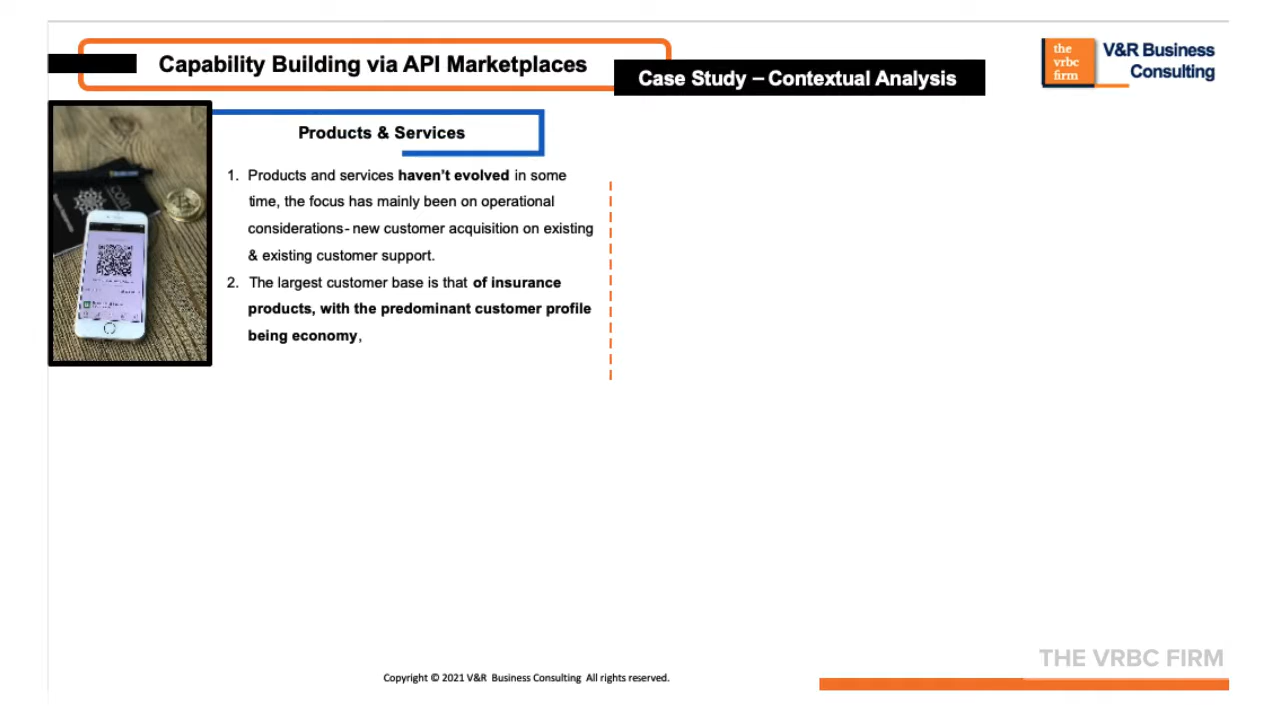 Capability Building via API Marketplaces
Case Study – Contextual Analysis
the
vrbc
firm
V&R Business
Consulting
Products & Services
1. Products and services haven't evolved in some
time, the focus has mainly been on operational
considerations- new customer acquisition on existing
& existing customer support.
2. The largest customer base is that of insurance
products, with the predominant customer profile
being economy,
THE VRBC FIRM
Copyright © 2021 V&R Business Consulting All rights reserved.